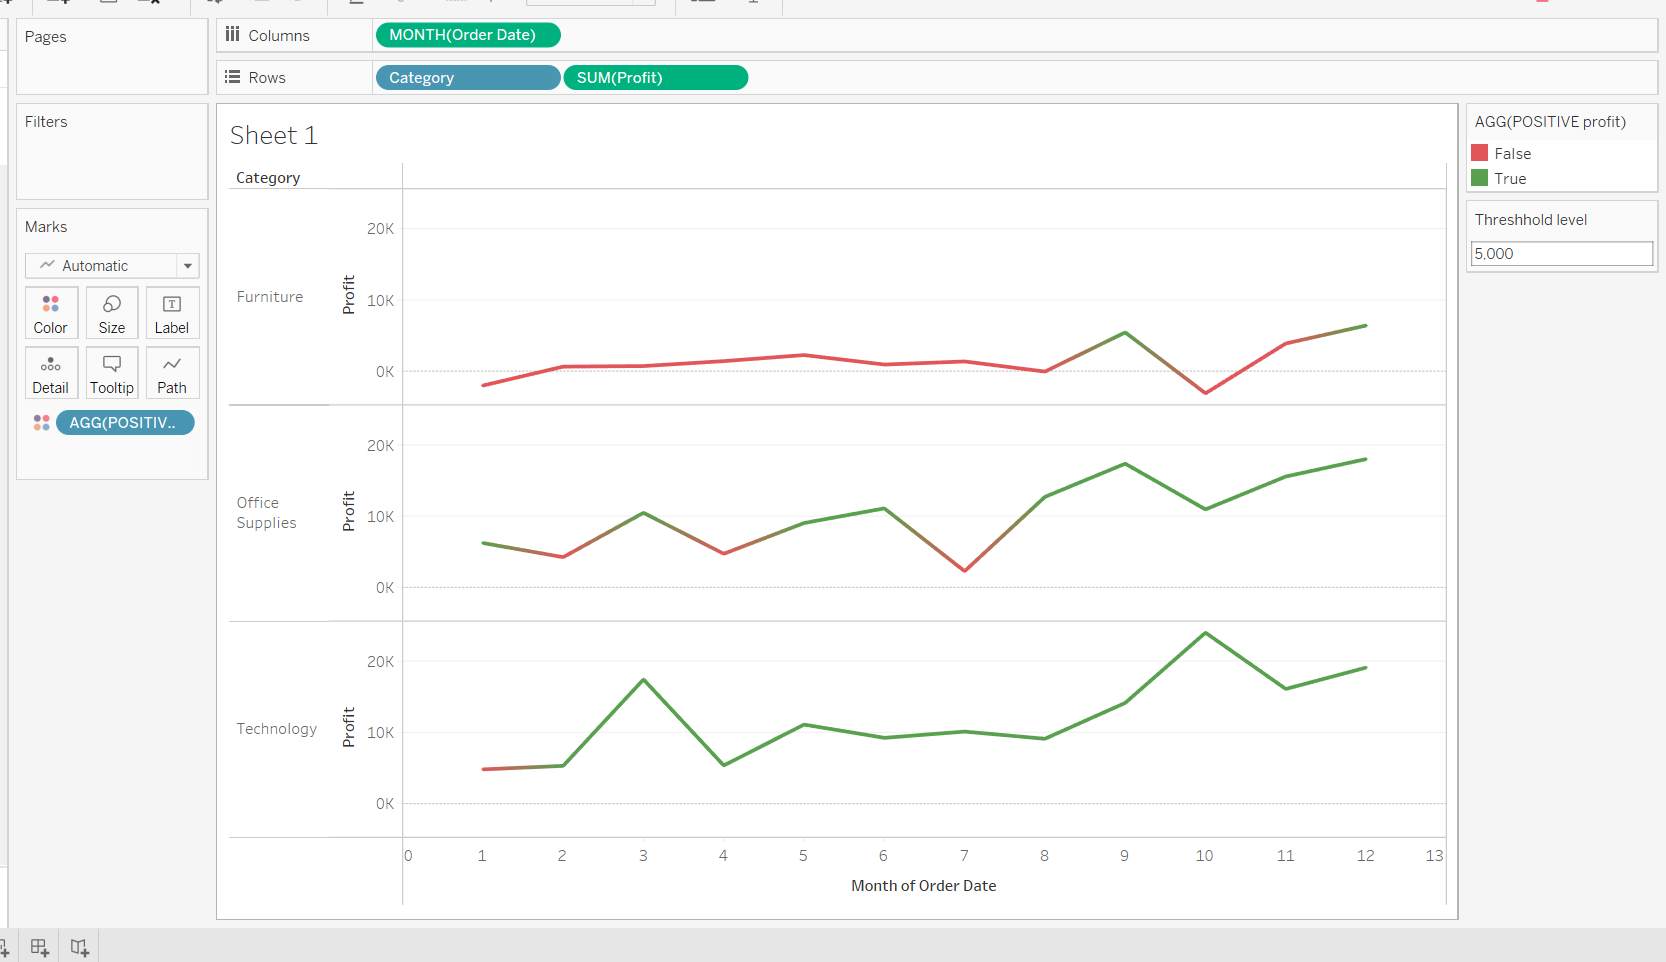 Pages
Columns
MONTH(Order Date)
Rows
Category
SUM(Profit)
Filters
Marks
Automatic
Color
Size
Label
Detail
Tooltip
Path
AGG(POSITIV..
Sheet 1
Category
Furniture
Profit
20K
10K
0K
Office
Supplies
Profit
20K
10K
0K
Technology
Profit
20K
10K
0K
0 1 2 3 4 5 6 7 8 9 10 11 12 13
Month of Order Date
AGG(POSITIVE profit)
False
True
Threshhold level
5,000